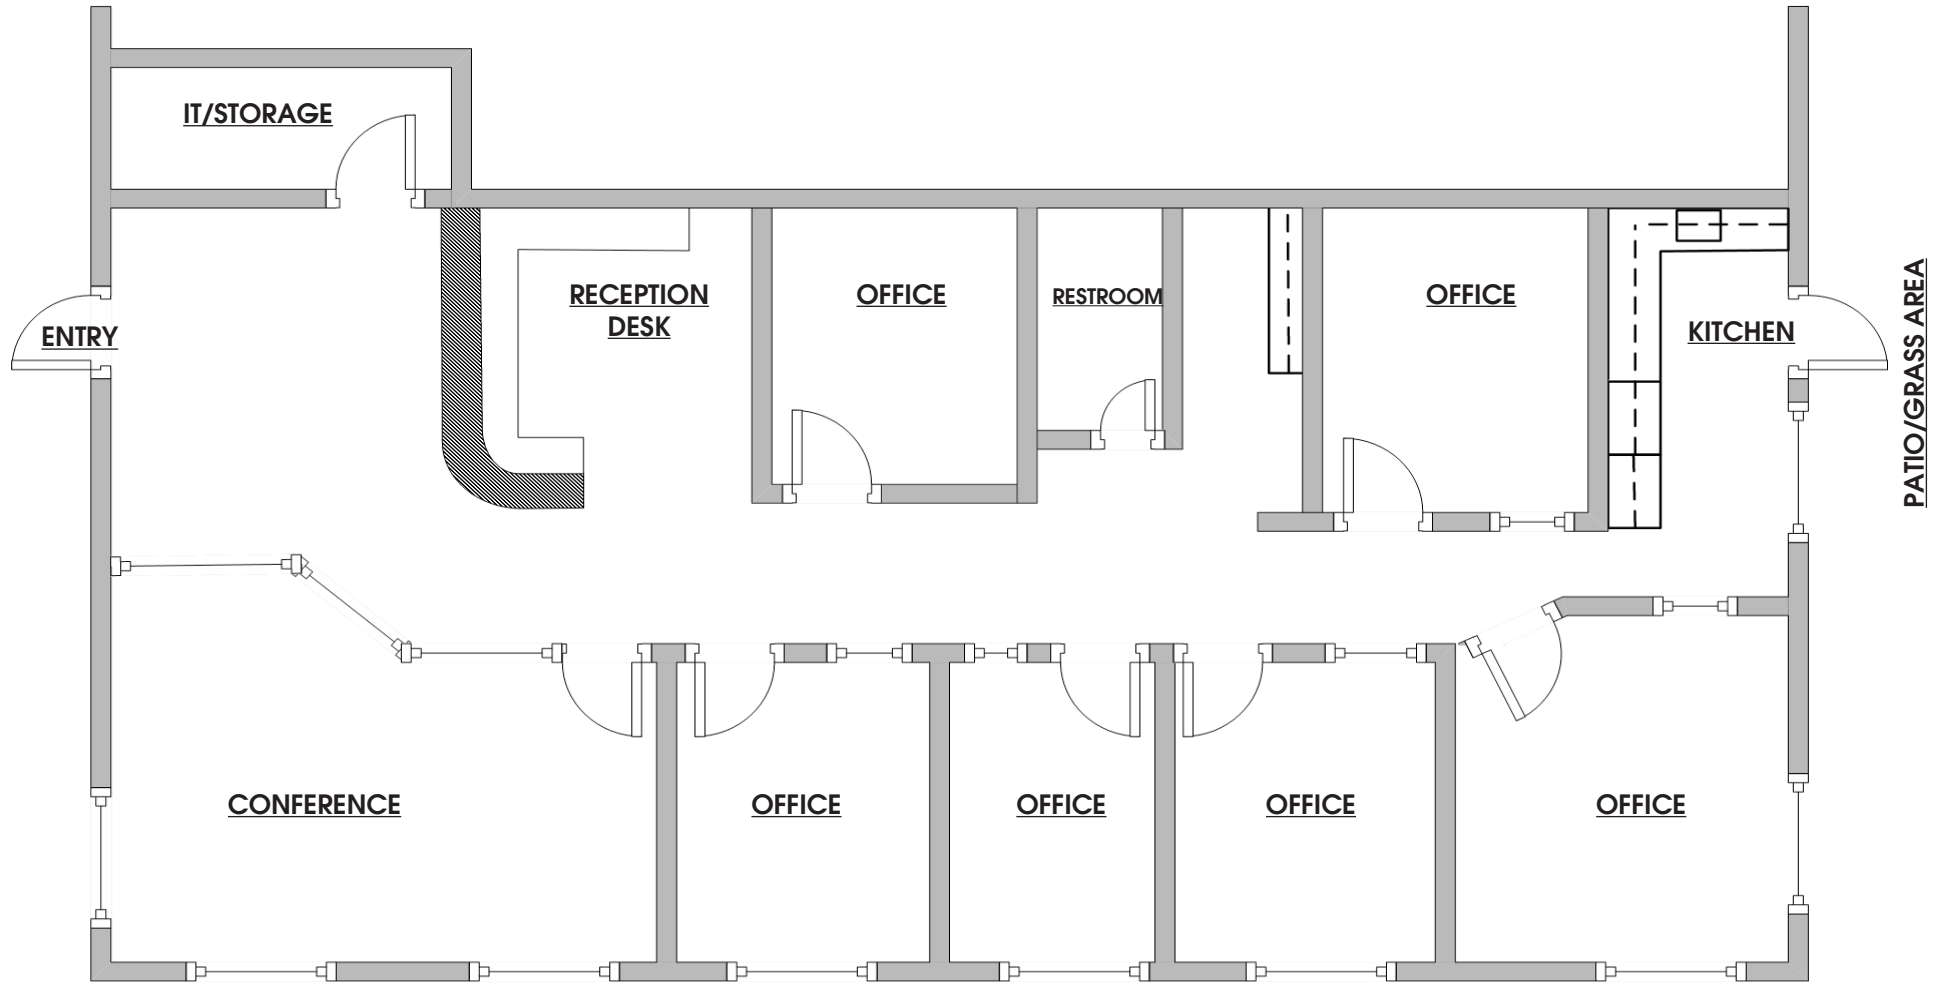 IT/STORAGE
ENTRY
RECEPTION
DESK
OFFICE
RESTROOM
OFFICE
KITCHEN
PATIO/GRASS AREA
CONFERENCE
OFFICE
OFFICE
OFFICE
OFFICE